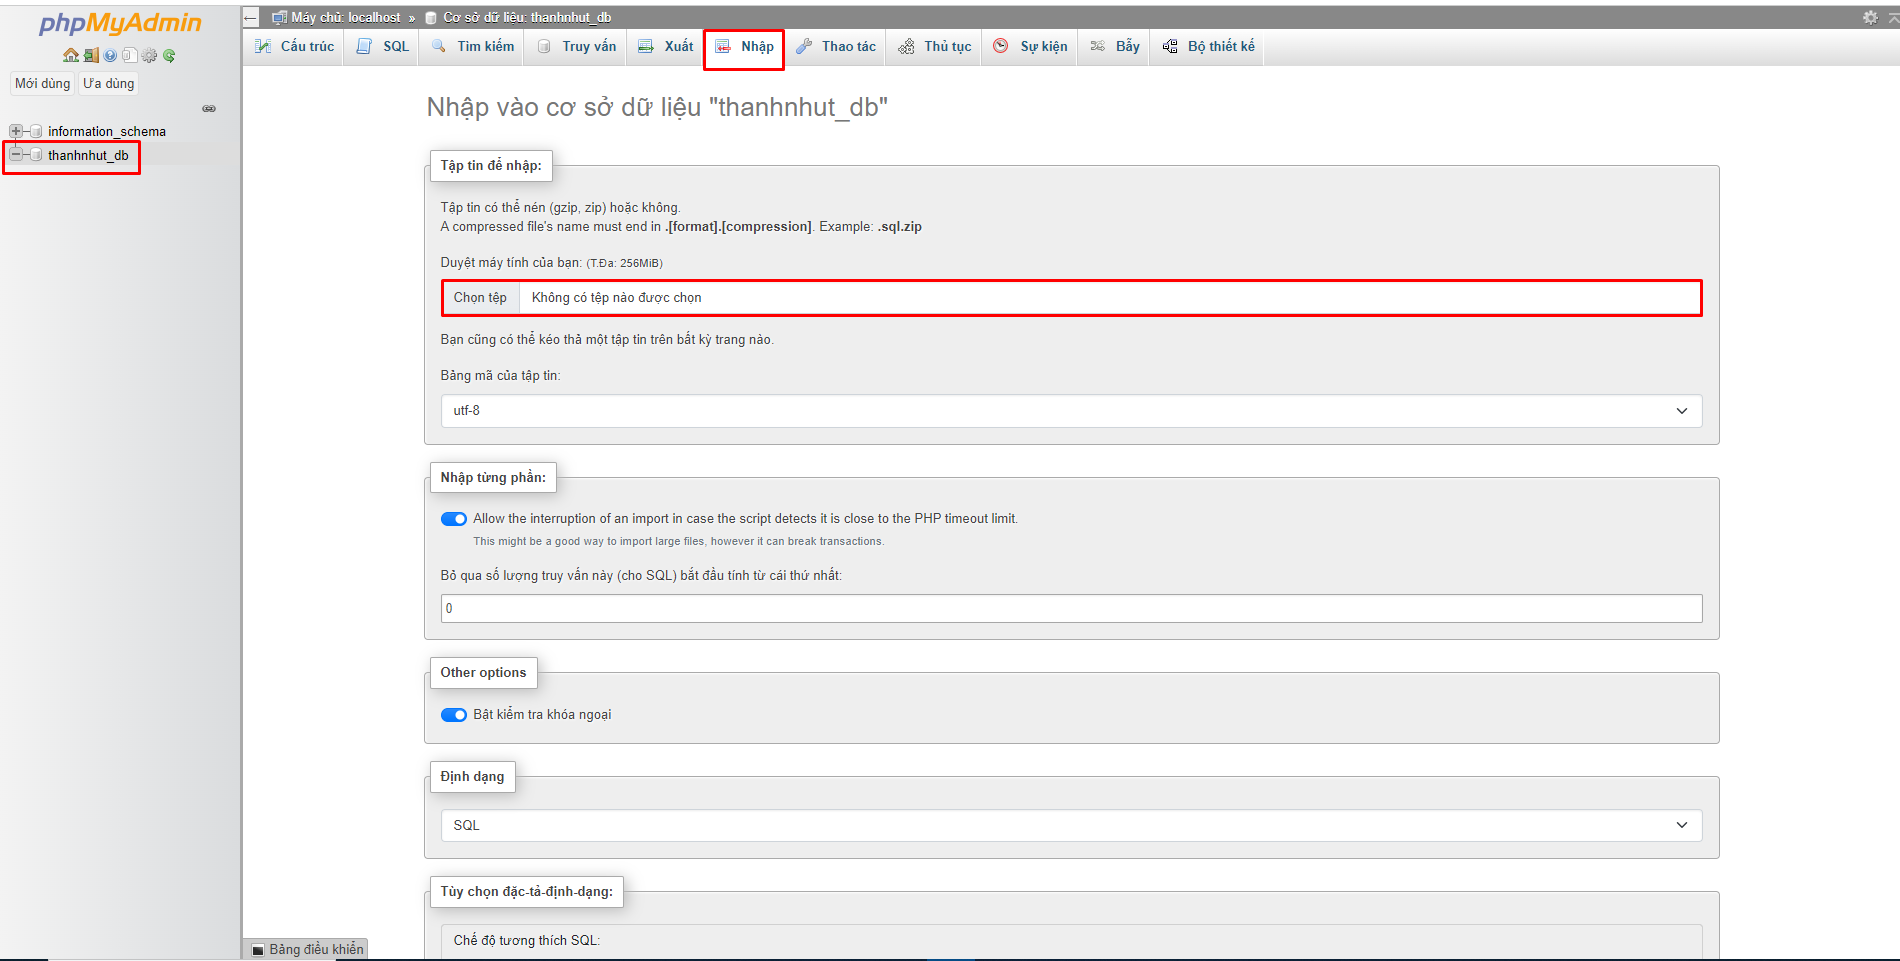 phpMyAdmin
Mới dùng
Ưa dùng
information_schema
thanhnhut_db
Máy chủ: localhost » Cơ sở dữ liệu: thanhnhut_db
Cấu trúc
SQL
Tìm kiếm
Truy vấn
Xuất
Nhập
Thao tác
Thủ tục
Sự kiện
Bẫy
Bộ thiết kế
Nhập vào cơ sở dữ liệu "thanhnhut_db"
Tập tin để nhập:
Tập tin có thể nén (gzip, zip) hoặc không.
A compressed file's name must end in .[format].[compression]. Example: .sql.zip
Duyệt máy tính của bạn: (T.Đa: 256MiB)
Chọn tệp Không có tệp nào được chọn
Bạn cũng có thể kéo thả một tập tin trên bất kỳ trang nào.
Bảng mã của tập tin:
utf-8
Nhập từng phần:
Allow the interruption of an import in case the script detects it is close to the PHP timeout limit.
This might be a good way to import large files, however it can break transactions.
Bỏ qua số lượng truy vấn này (cho SQL) bắt đầu tính từ cái thứ nhất:
0
Other options
Bật kiểm tra khóa ngoại
Định dạng
SQL
Tùy chọn đặc-tả-định-dạng:
Chế độ tương thích SQL:
Bảng điều khiển